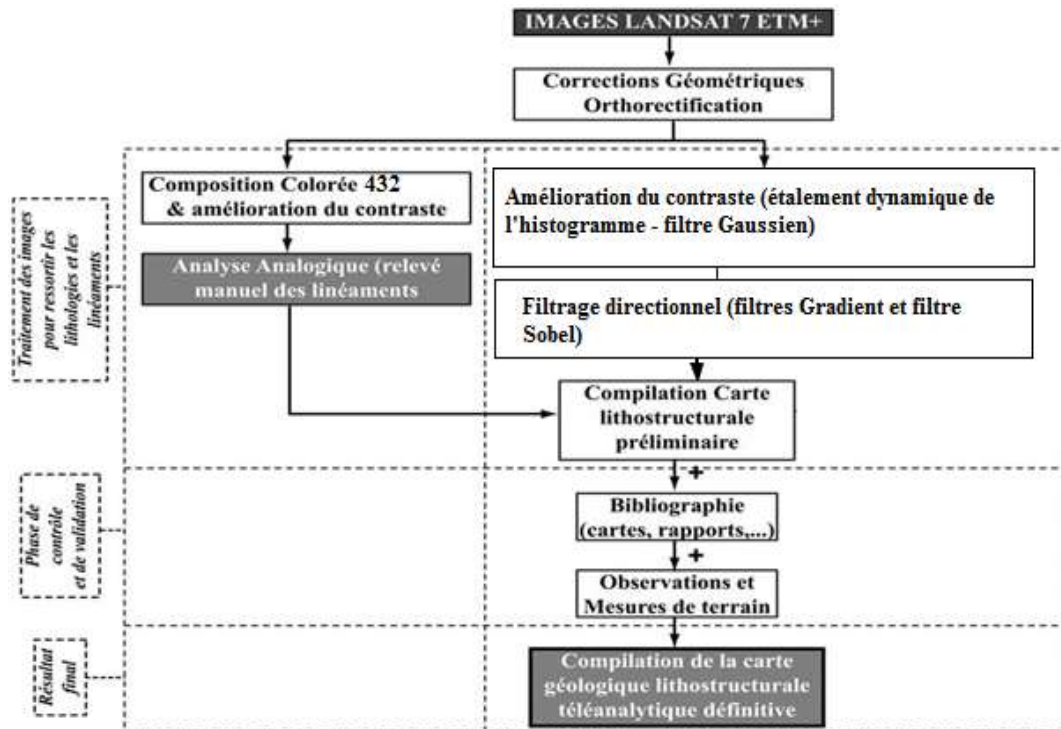 IMAGES LANDSAT 7 ETM+
Corrections Géométriques
Orthorectification
Composition Colorée 432
& amélioration du contraste
Amélioration du contraste (étalement dynamique de
l'histogramme - filtre Gaussien)
Analyse Analogique (relevé
manuel des linéaments
Filtrage directionnel (filtres Gradient et filtre
Sobel)
Traitement des images
pour ressortir les
lithologies et les
linéaments
Compilation Carte
lithostructurale
préliminaire
+
Bibliographie
(cartes, rapports,...)
+
Observations et
Mesures de terrain
Phase de
contrôle
et de validation
Compilation de la carte
géologique lithostructurale
téléanalytique définitive
Résultat
final